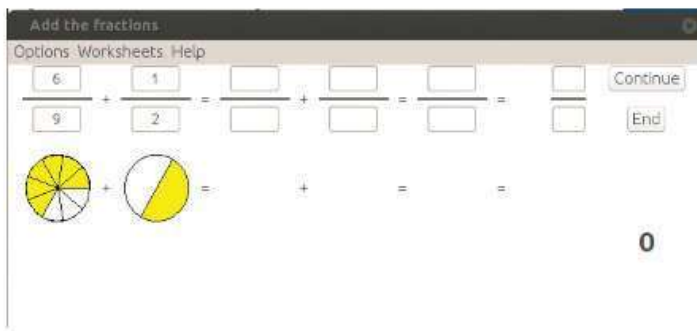 Add the fractions
Options Worksheets Help
6 1 Continue
+ = + = =
9 2 End
+ = + = =
0